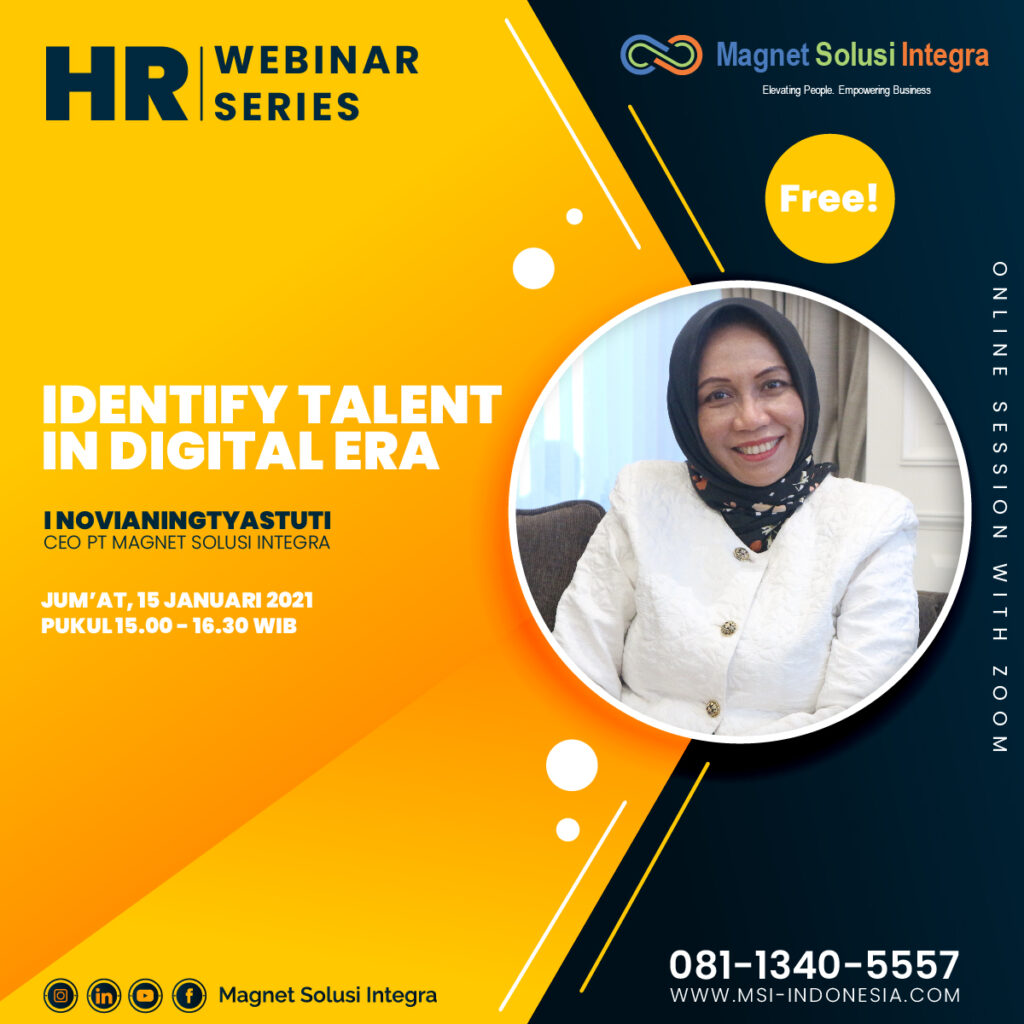 HR
WEBINAR
SERIES
Magnet Solusi Integra
Elevating People. Empowering Business
Free!
ONLINE SESSION WITH ZOOM
IDENTIFY TALENT
IN DIGITAL ERA
I NOVIANINGTYASTUTI
CEO PT MAGNET SOLUSI INTEGRA
JUM'AT, 15 JANUARI 2021
PUKUL 15.00 - 16.30 WIB
Magnet Solusi Integra
081-1340-5557
WWW.MSI-INDONESIA.COM